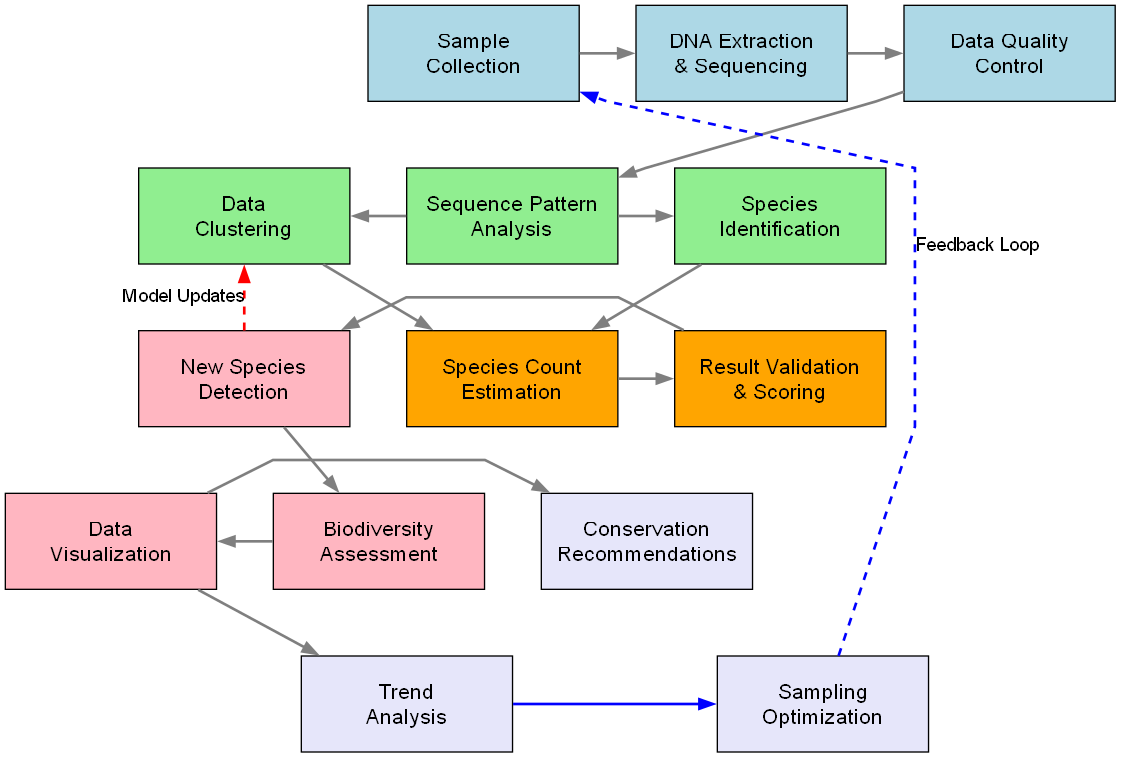 Sample
Collection
DNA Extraction
& Sequencing
Data Quality
Control
Data
Clustering
Sequence Pattern
Analysis
Species
Identification
Feedback Loop
Model Updates
New Species
Detection
Species Count
Estimation
Result Validation
& Scoring
Data
Visualization
Biodiversity
Assessment
Conservation
Recommendations
Trend
Analysis
Sampling
Optimization